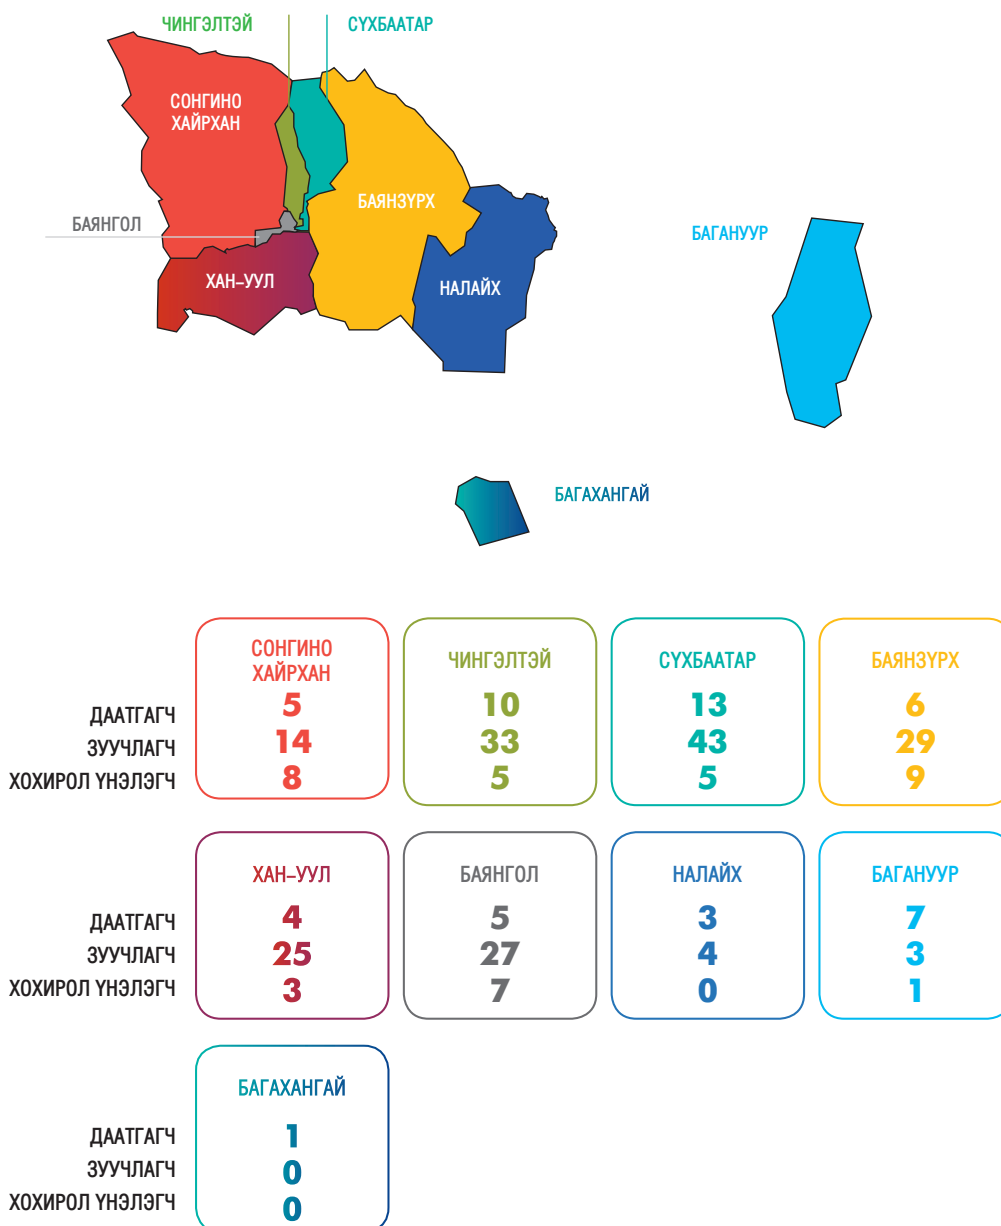 ЧИНГЭЛТЭЙ
СҮХБААТАР
СОНГИНО
ХАЙРХАН
БАЯНЗҮРХ
БАЯНГОЛ
БАГАНУУР
ХАН–УУЛ
НАЛАЙХ
БАГАХАНГАЙ
СОНГИНО
ХАЙРХАН
ЧИНГЭЛТЭЙ
СҮХБААТАР
БАЯНЗҮРХ
ДААТГАГЧ 5 10 13 6
ЗУУЧЛАГЧ 14 33 43 29
ХОХИРОЛ ҮНЭЛЭГЧ 8 5 5 9
ХАН–УУЛ БАЯНГОЛ НАЛАЙХ БАГАНУУР
ДААТГАГЧ 4 5 3 7
ЗУУЧЛАГЧ 25 27 4 3
ХОХИРОЛ ҮНЭЛЭГЧ 3 7 0 1
БАГАХАНГАЙ
ДААТГАГЧ 1
ЗУУЧЛАГЧ 0
ХОХИРОЛ ҮНЭЛЭГЧ 0